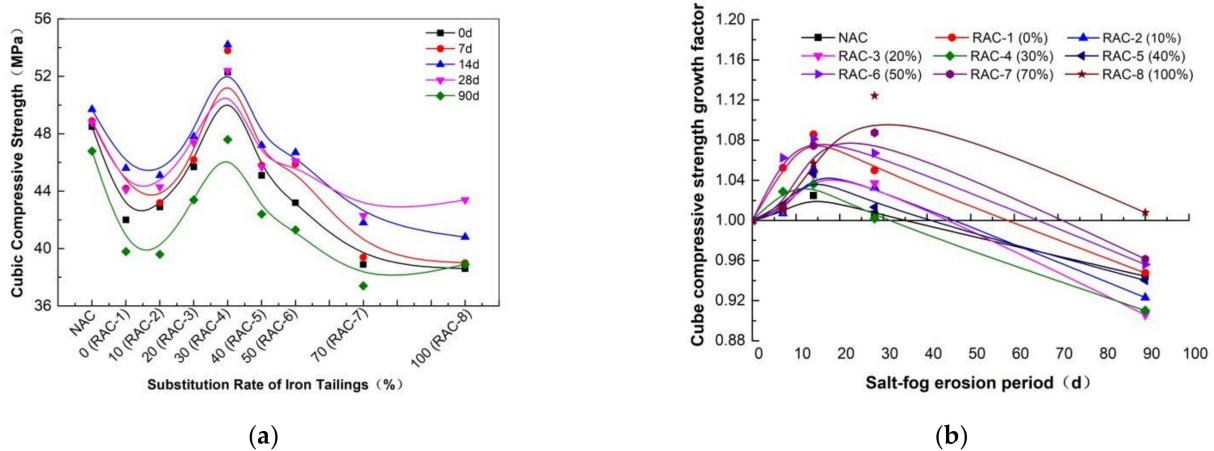 56
52
48
44
40
36
Cubic Compressive Strength（MPa）
0d
7d
14d
28d
90d
NAC
0 (RAC-1)
10 (RAC-2)
20 (RAC-3)
30 (RAC-4)
40 (RAC-5)
50 (RAC-6)
70 (RAC-7)
100 (RAC-8)
Substitution Rate of Iron Tailings（%）
(a)
1.20
1.16
1.12
1.08
1.04
1.00
0.96
0.92
0.88
Cube compressive strength growth factor
NAC RAC-1 (0%) RAC-2 (10%)
RAC-3 (20%) RAC-4 (30%) RAC-5 (40%)
RAC-6 (50%) RAC-7 (70%) RAC-8 (100%)
0 10 20 30 40 50 60 70 80 90 100
Salt-fog erosion period（d）
(b)